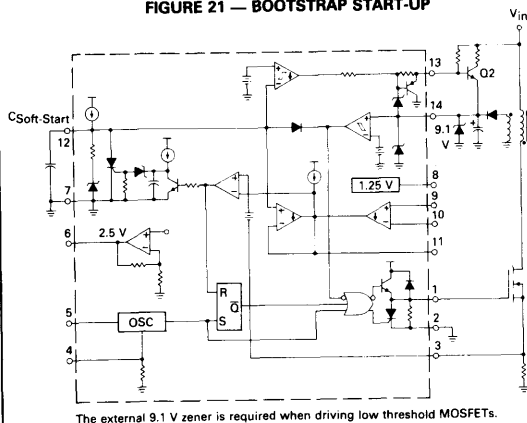 FIGURE 21 — BOOTSTRAP START-UP
Vin
13
Q2
14
CSoft-Start
12
9.1
V
1.25 V
8
9
7
10
6
2.5 V
11
R
Q
S
1
5
OSC
2
4
3
The external 9.1 V zener is required when driving low threshold MOSFETs.